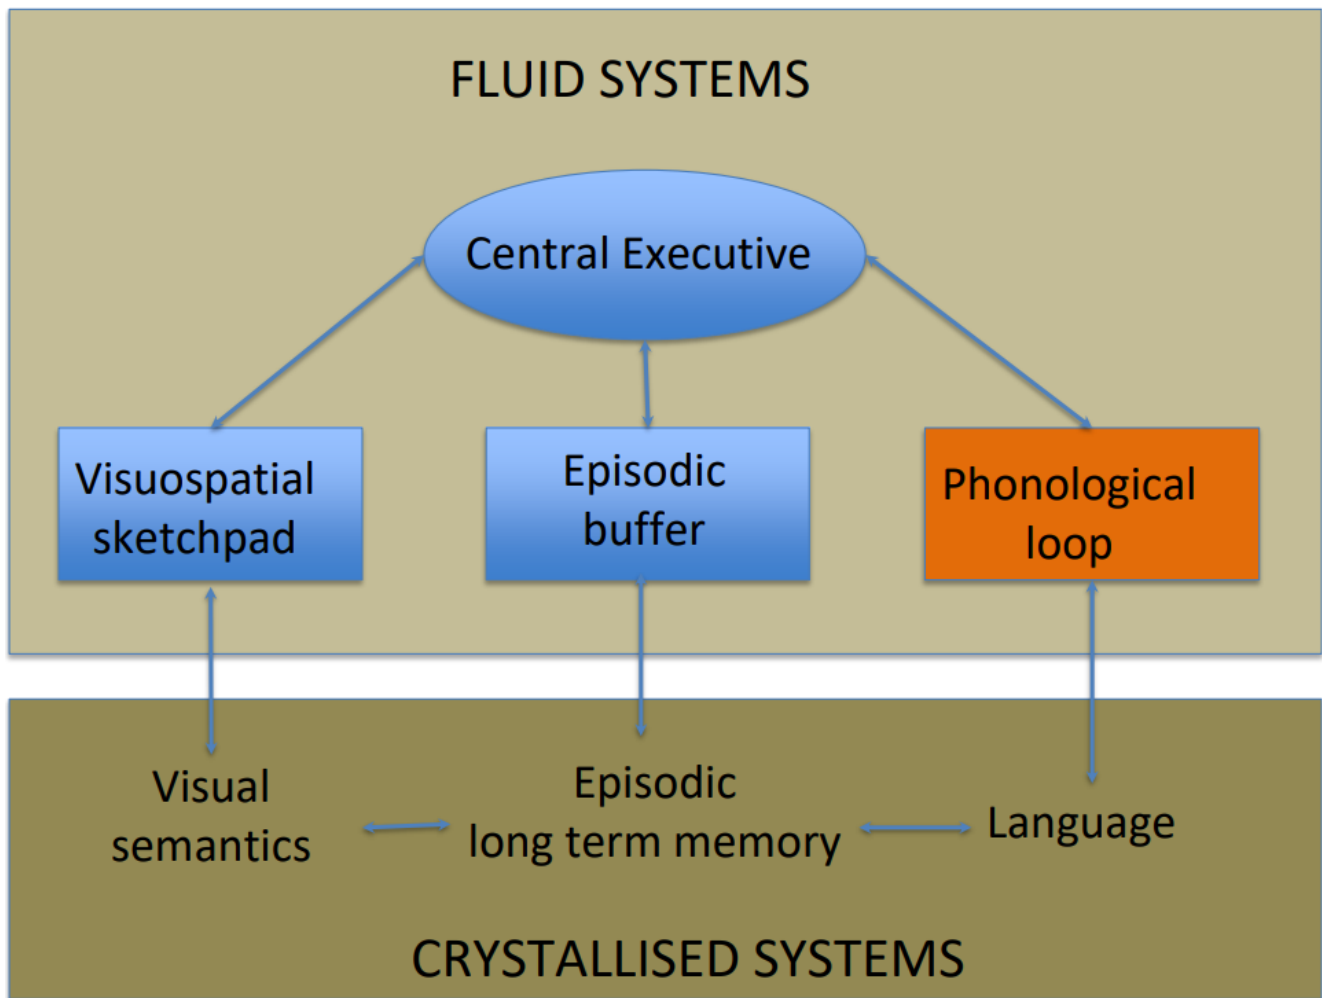 FLUID SYSTEMS
Central Executive
Visuospatial
sketchpad
Episodic
buffer
Phonological
loop
Visual
semantics
Episodic
long term memory
Language
CRYSTALLISED SYSTEMS